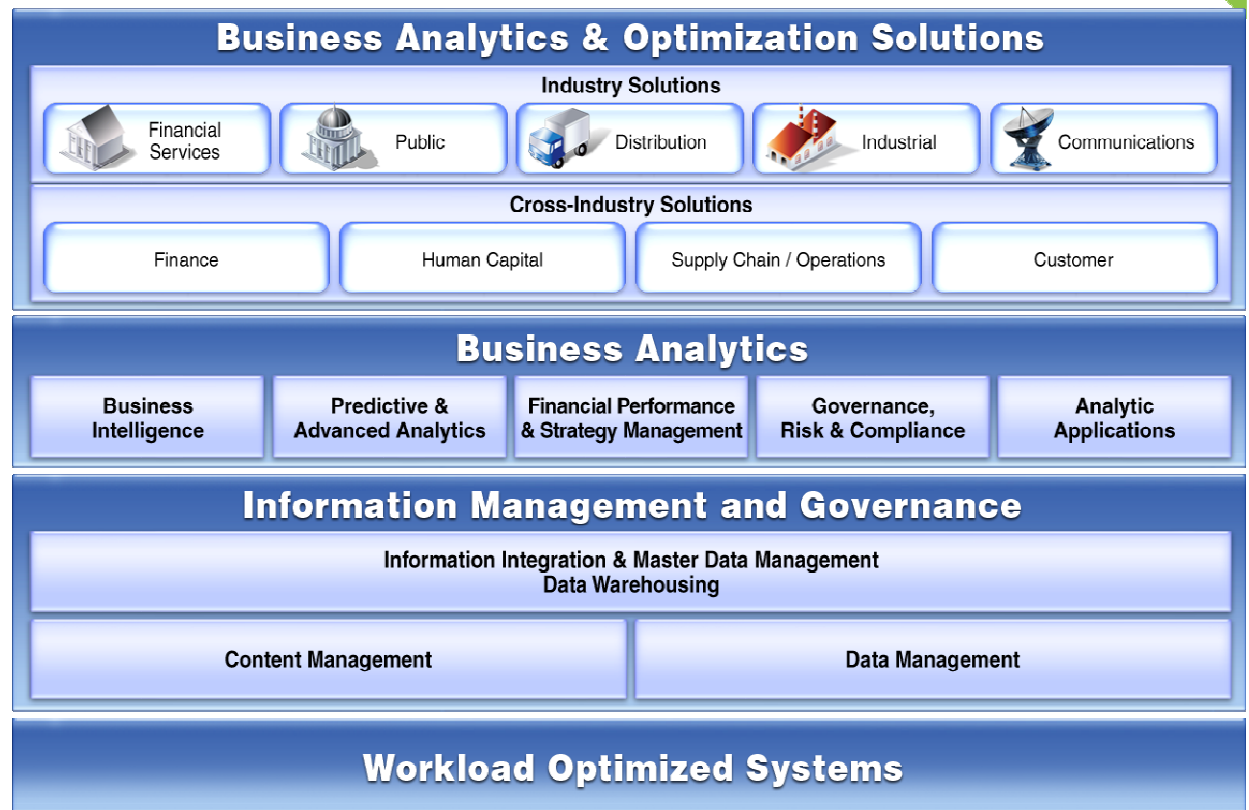 Business Analytics & Optimization Solutions
Industry Solutions
Financial
Services
Public
Distribution
Industrial
Communications
Cross-Industry Solutions
Finance
Human Capital
Supply Chain / Operations
Customer
Business Analytics
Business
Intelligence
Predictive &
Advanced Analytics
Financial Performance
& Strategy Management
Governance,
Risk & Compliance
Analytic
Applications
Information Management and Governance
Information Integration & Master Data Management
Data Warehousing
Content Management
Data Management
Workload Optimized Systems